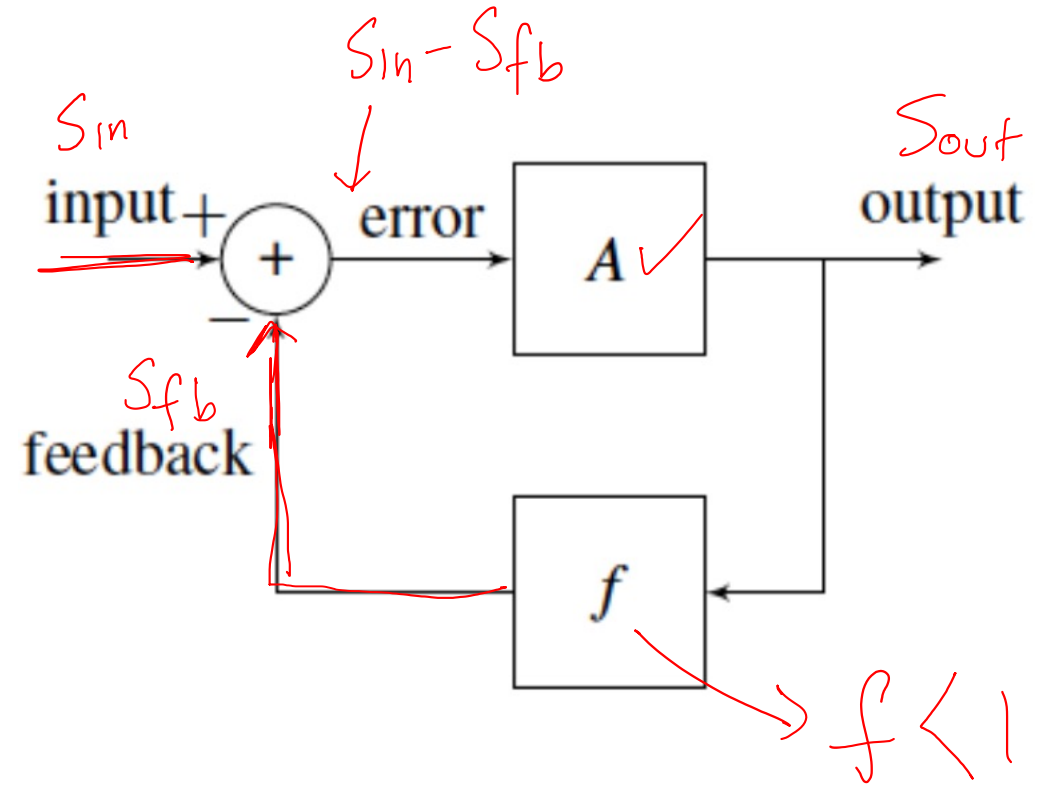 Sin - Sfb
Sin
Sout
input +
error
output
+
A
−
Sfb
feedback
f
f < 1